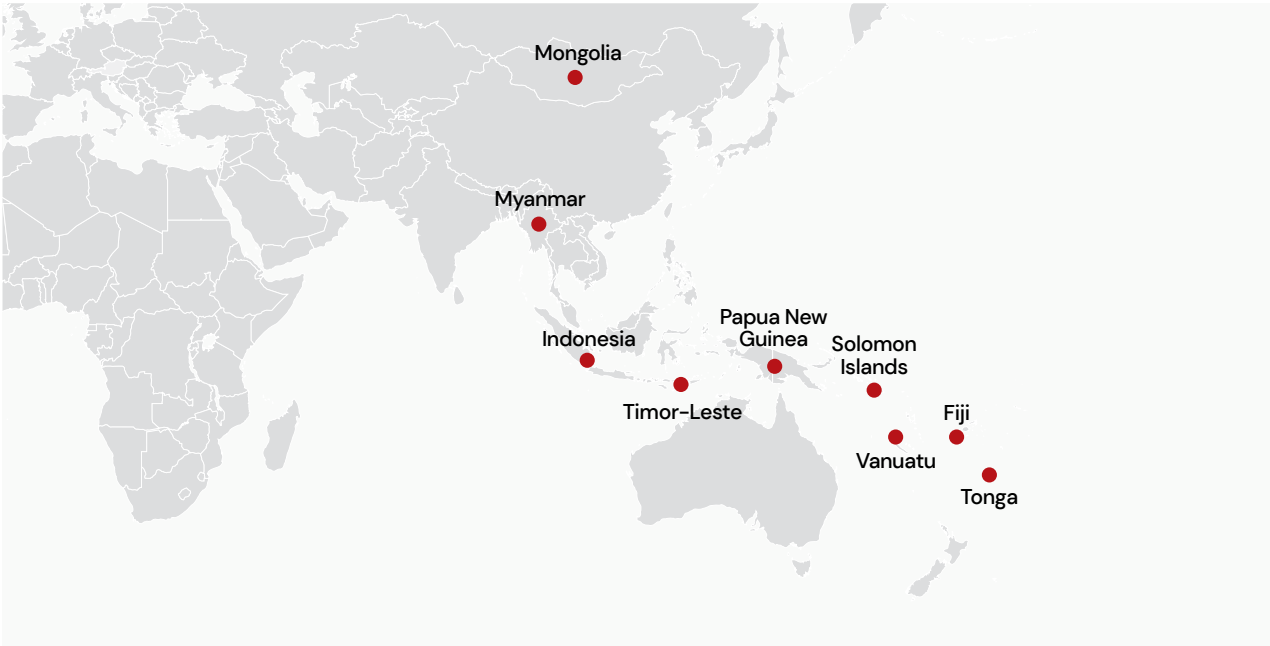 Mongolia
Myanmar
Indonesia
Papua New
Guinea
Solomon
Islands
Timor-Leste
Fiji
Vanuatu
Tonga